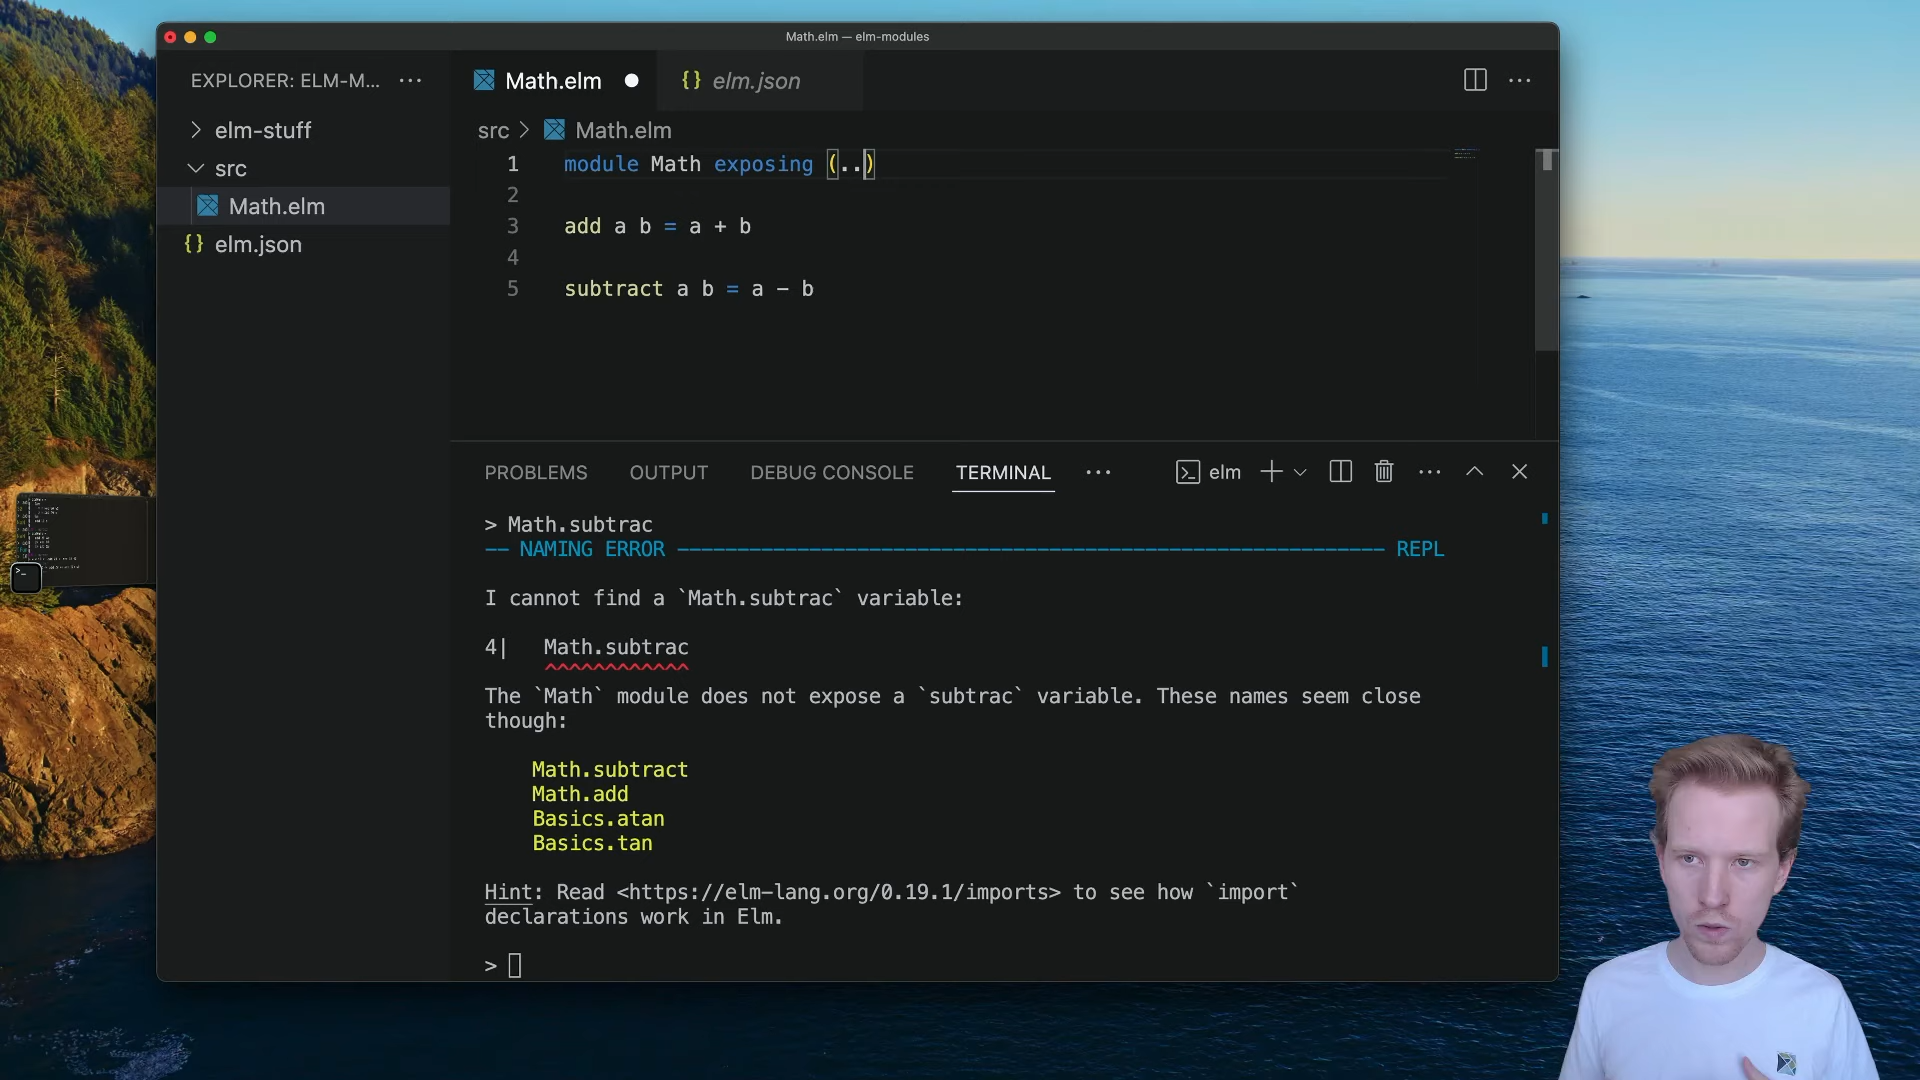 Math.elm — elm-modules
EXPLORER: ELM-M... ···
Math.elm
{} elm.json
···
elm-stuff
src
Math.elm
{} elm.json
src > Math.elm
1 module Math exposing (..)
2
3 add a b = a + b
4
5 subtract a b = a - b
PROBLEMS OUTPUT DEBUG CONSOLE TERMINAL ··· elm ···
> Math.subtrac
-- NAMING ERROR ---------------------------------------------------------- REPL
I cannot find a `Math.subtrac` variable:
4| Math.subtrac
^^^^^^^^^^^^
The `Math` module does not expose a `subtrac` variable. These names seem close
though:
Math.subtract
Math.add
Basics.atan
Basics.tan
Hint: Read <https://elm-lang.org/0.19.1/imports> to see how `import`
declarations work in Elm.
>